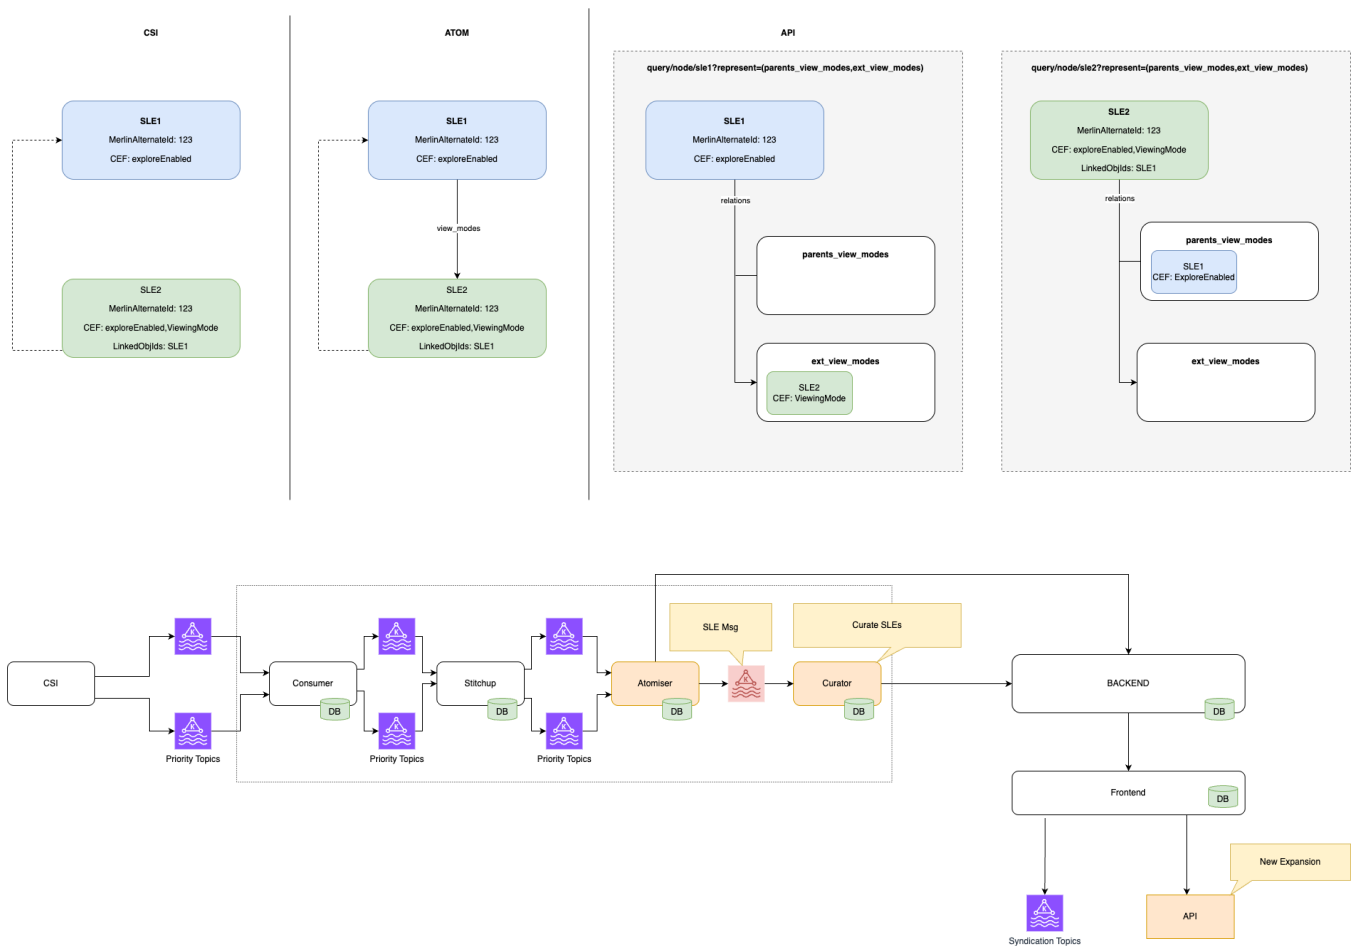 CSI
ATOM
API
SLE1
MerlinAlternateId: 123
CEF: exploreEnabled
SLE2
MerlinAlternateId: 123
CEF: exploreEnabled,ViewingMode
LinkedObjIds: SLE1
SLE1
MerlinAlternateId: 123
CEF: exploreEnabled
view_modes
SLE2
MerlinAlternateId: 123
CEF: exploreEnabled,ViewingMode
LinkedObjIds: SLE1
query/node/sle1?represent=(parents_view_modes,ext_view_modes)
SLE1
MerlinAlternateId: 123
CEF: exploreEnabled
relations
parents_view_modes
ext_view_modes
SLE2
CEF: ViewingMode
query/node/sle2?represent=(parents_view_modes,ext_view_modes)
SLE2
MerlinAlternateId: 123
CEF: exploreEnabled,ViewingMode
LinkedObjIds: SLE1
relations
parents_view_modes
SLE1
CEF: ExploreEnabled
ext_view_modes
CSI
K
K
Priority Topics
Consumer
DB
K
K
Priority Topics
Stitchup
DB
K
K
Priority Topics
Atomiser
DB
SLE Msg
K
Curate SLEs
Curator
DB
BACKEND
DB
Frontend
DB
K
Syndication Topics
New Expansion
API